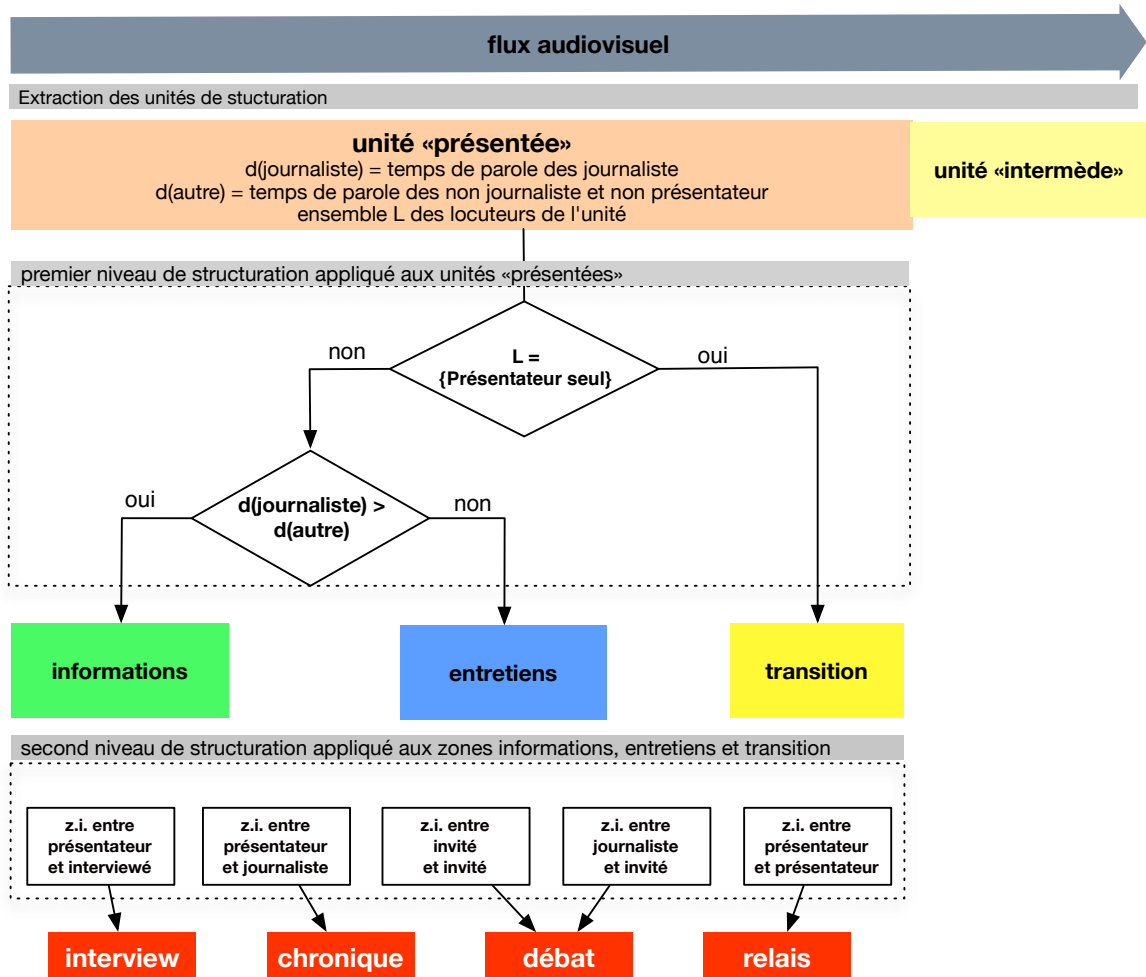 flux audiovisuel
Extraction des unités de stucturation
unité «présentée»
d(journaliste) = temps de parole des journaliste
d(autre) = temps de parole des non journaliste et non présentateur
ensemble L des locuteurs de l'unité
unité «intermède»
premier niveau de structuration appliqué aux unités «présentées»
non
L =
{Présentateur seul}
oui
oui
d(journaliste) >
d(autre)
non
informations
entretiens
transition
second niveau de structuration appliqué aux zones informations, entretiens et transition
z.i. entre
présentateur
et interviewé
z.i. entre
présentateur
et journaliste
z.i. entre
invité
et invité
z.i. entre
journaliste
et invité
z.i. entre
présentateur
et présentateur
interview
chronique
débat
relais